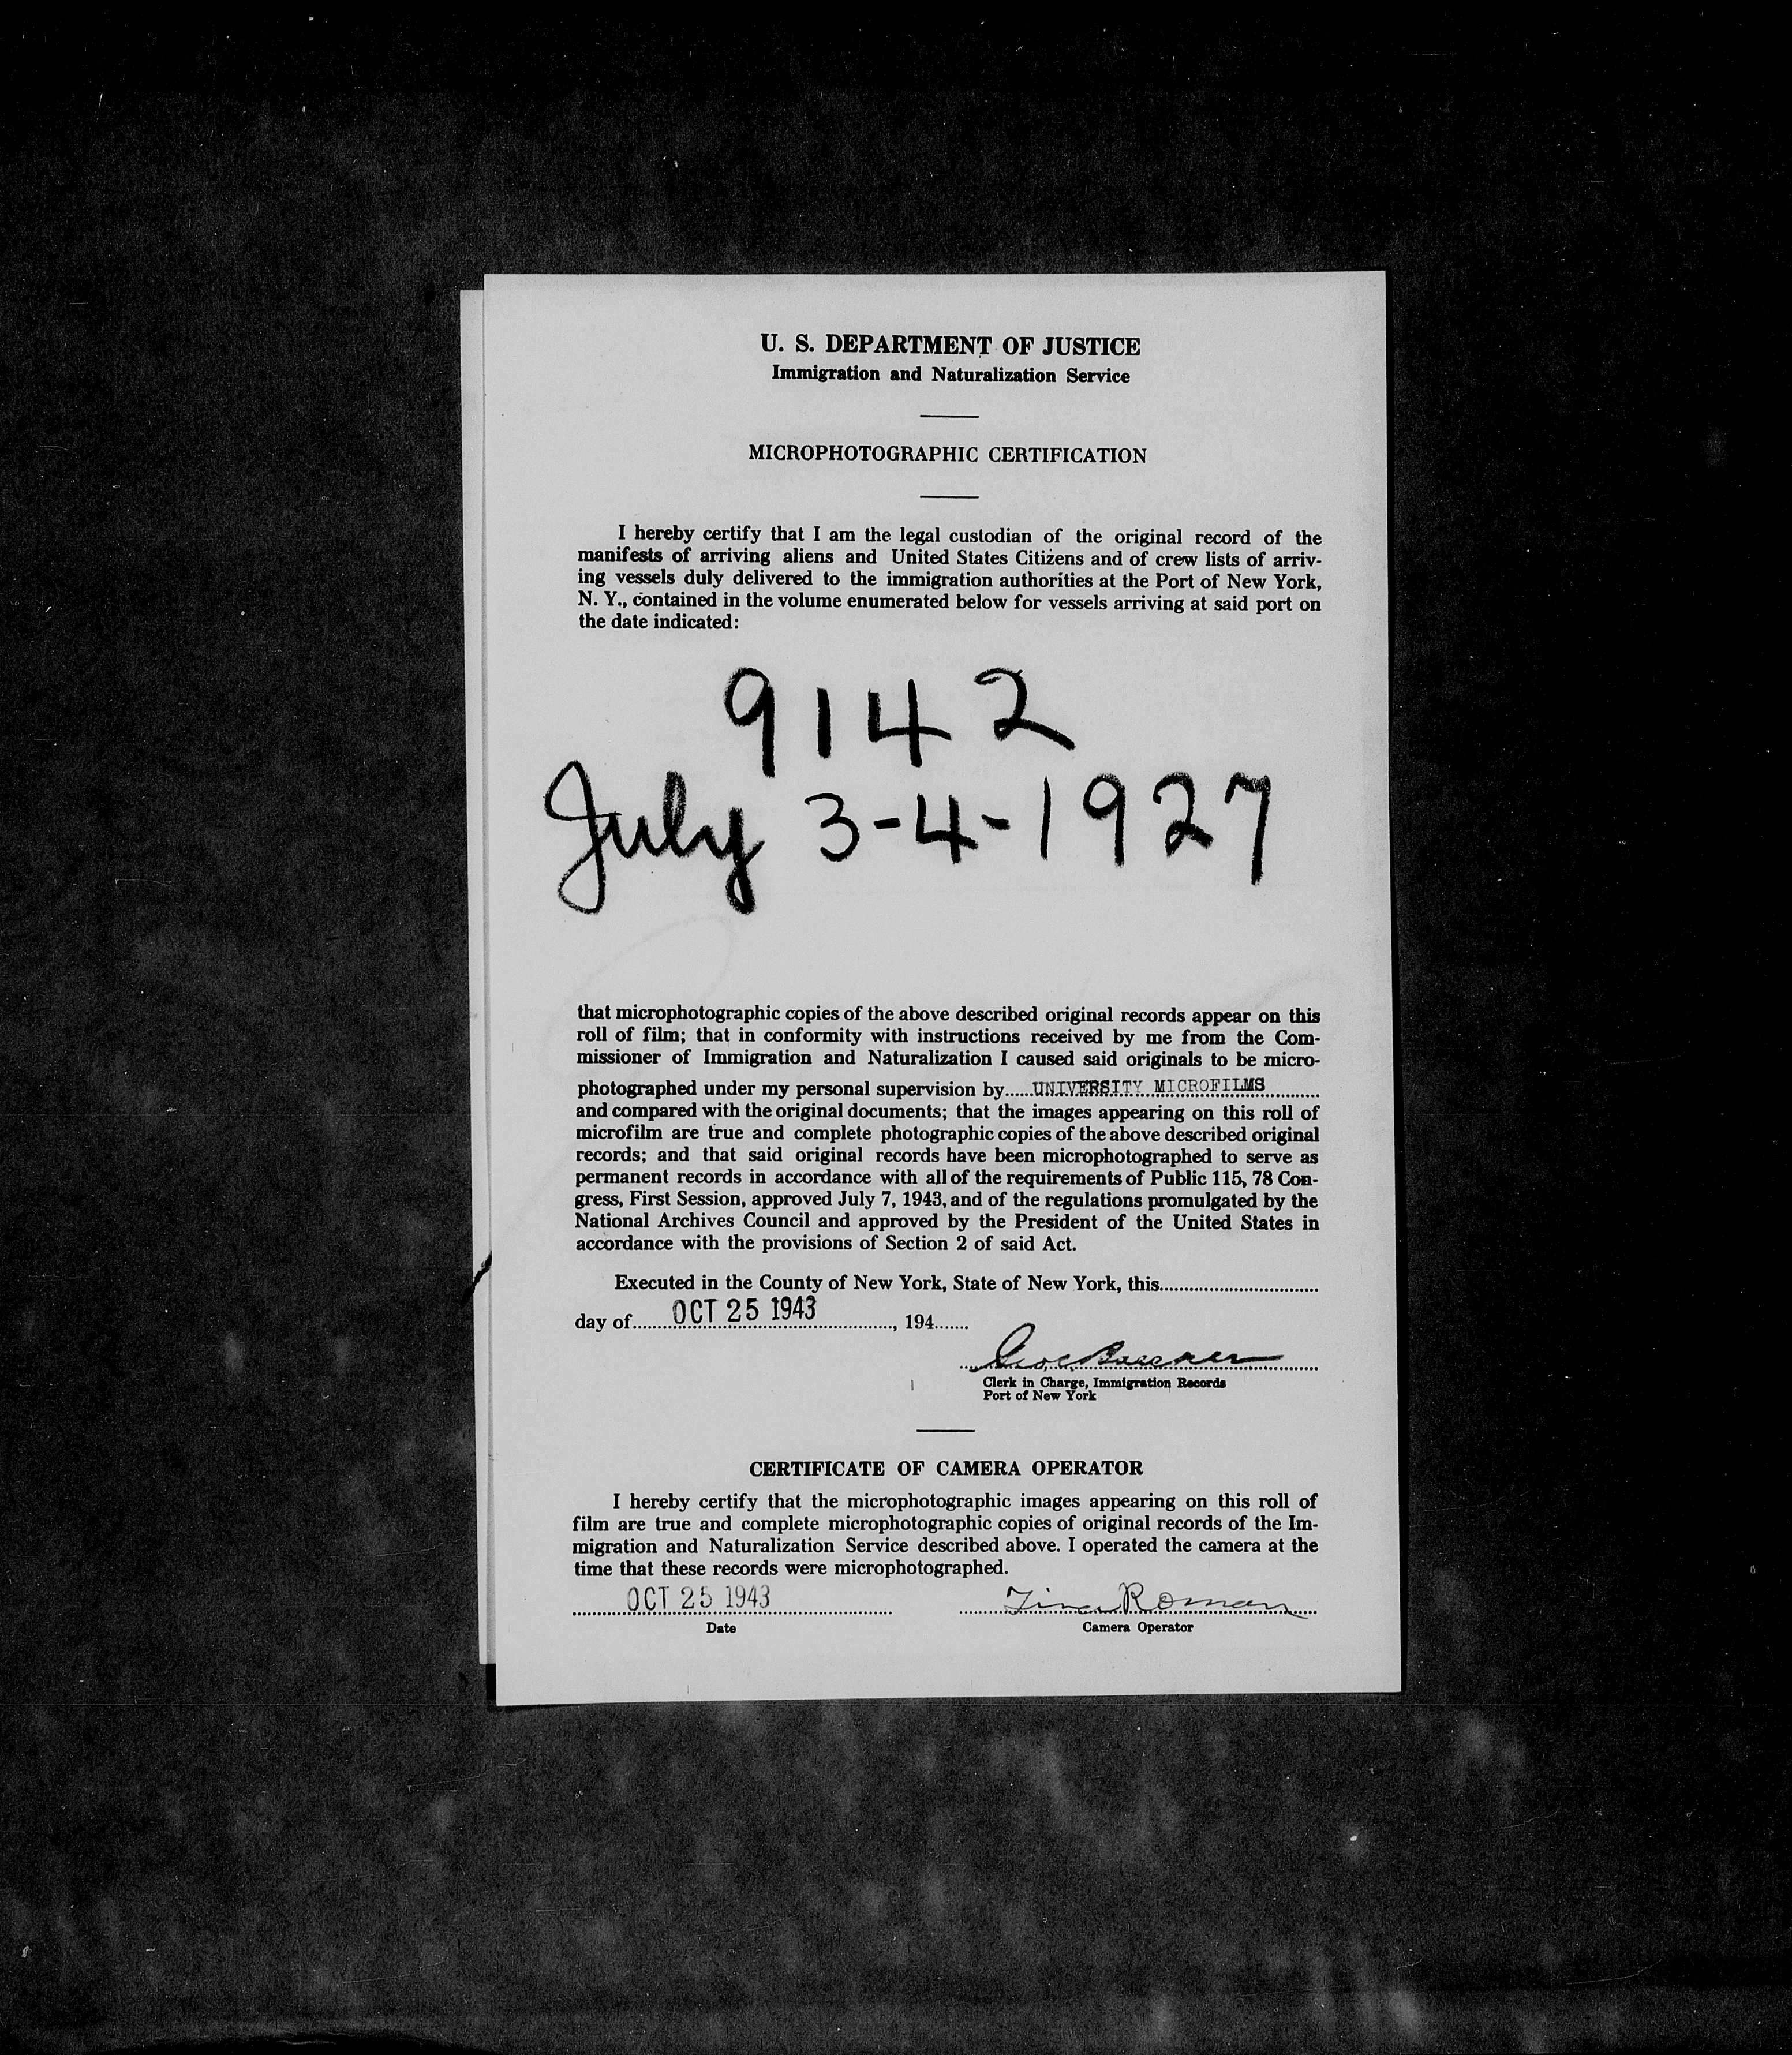 U. S. DEPARTMENT OF JUSTICE
Immigration and Naturalization Service
MICROPHOTOGRAPHIC CERTIFICATION
I hereby certify that I am the legal custodian of the original record of the
manifests of arriving aliens and United States Citizens and of crew lists of arriv-
ing vessels duly delivered to the immigration authorities at the Port of New York,
N. Y., contained in the volume enumerated below for vessels arriving at said port on
the date indicated:
9142
July 3-4-1927
that microphotographic copies of the above described original records appear on this
roll of film; that in conformity with instructions received by me from the Com-
missioner of Immigration and Naturalization I caused said originals to be micro-
photographed under my personal supervision by.....UNIVERSITY MICROFILMS
and compared with the original documents; that the images appearing on this roll of
microfilm are true and complete photographic copies of the above described original
records; and that said original records have been microphotographed to serve as
permanent records in accordance with all of the requirements of Public 115, 78 Con-
gress, First Session, approved July 7, 1943, and of the regulations promulgated by the
National Archives Council and approved by the President of the United States in
accordance with the provisions of Section 2 of said Act.
Executed in the County of New York, State of New York, this
day of OCT 25 1943, 194
Clerk in Charge, Immigration Records
Port of New York
CERTIFICATE OF CAMERA OPERATOR
I hereby certify that the microphotographic images appearing on this roll of
film are true and complete microphotographic copies of original records of the Im-
migration and Naturalization Service described above. I operated the camera at the
time that these records were microphotographed.
OCT 25 1943 Tina Roman
Date Camera Operator